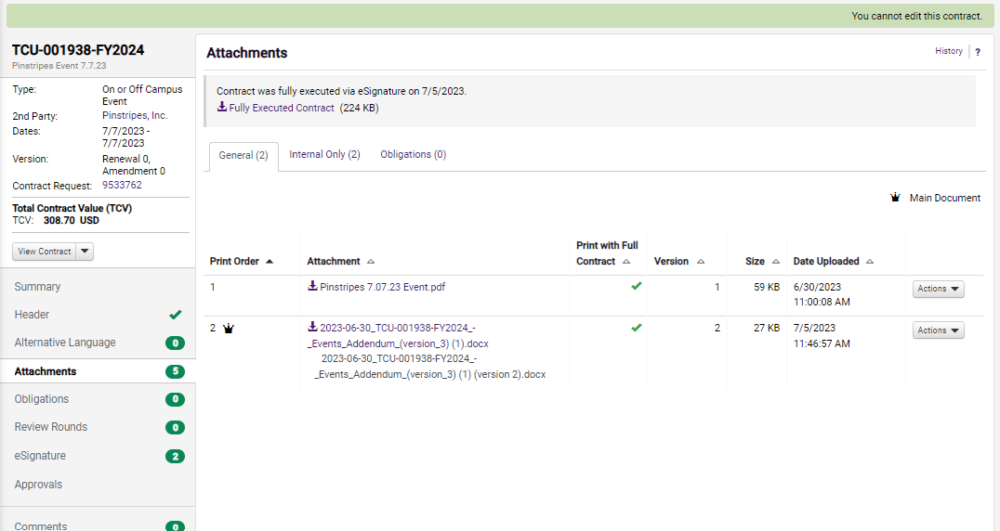 You cannot edit this contract.
TCU-001938-FY2024
Pinstripes Event 7.7.23
Type: On or Off Campus
Event
2nd Party: Pinstripes, Inc.
Dates: 7/7/2023 -
7/7/2023
Version: Renewal 0,
Amendment 0
Contract Request: 9533762
Total Contract Value (TCV)
TCV: 308.70 USD
View Contract
Summary
Header
Alternative Language 0
Attachments 5
Obligations 0
Review Rounds 0
eSignature 2
Approvals
Comments 0
Attachments
History ?
Contract was fully executed via eSignature on 7/5/2023.
Fully Executed Contract (224 KB)
General (2) Internal Only (2) Obligations (0)
Main Document
Print Order Attachment Print with Full
Contract Version Size Date Uploaded
1 Pinstripes 7.07.23 Event.pdf 1 59 KB 6/30/2023
11:00:08 AM Actions
2 2023-06-30_TCU-001938-FY2024_-
_Events_Addendum_(version_3) (1).docx 2 27 KB 7/5/2023
11:46:57 AM Actions
2023-06-30_TCU-001938-FY2024_-
_Events_Addendum_(version_3) (1) (version 2).docx